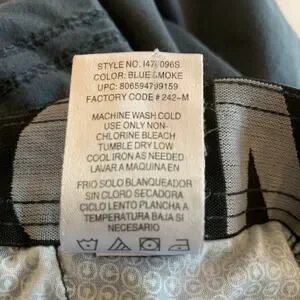 STYLE NO. I47
COLOR: BLUE SMOKE
UPC: 806594799159
FACTORY CODE # 242-M
MACHINE WASH COLD
USE ONLY NON-
CHLORINE BLEACH
TUMBLE DRY LOW
COOL IRON AS NEEDED
LAVAR A MAQUINA EN
FRIO SOLO BLANQUEADOR
SIN CLORO SECADORA
CICLO LENTO PLANCHA A
TEMPERATURA BAJA SI
NECESARIO